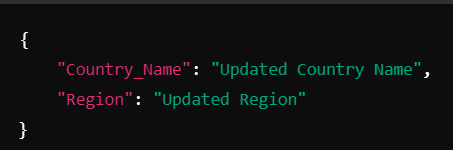 {
"Country_Name": "Updated Country Name",
"Region": "Updated Region"
}